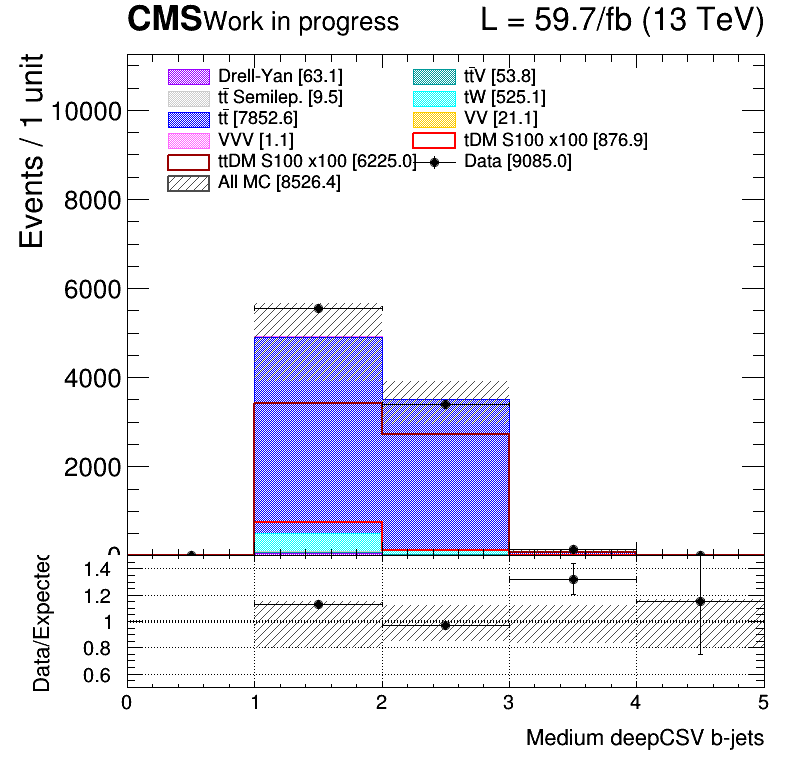 CMS Work in progress L = 59.7/fb (13 TeV)
Events / 1 unit
Drell-Yan [63.1] tt̄V [53.8]
tt̄ Semilep. [9.5] tW [525.1]
tt̄ [7852.6] VV [21.1]
VVV [1.1] tDM S100 x100 [876.9]
ttDM S100 x100 [6225.0] Data [9085.0]
All MC [8526.4]
10000
8000
6000
4000
2000
0
Data/Expected
1.4
1.2
1
0.8
0.6
0 1 2 3 4 5
Medium deepCSV b-jets